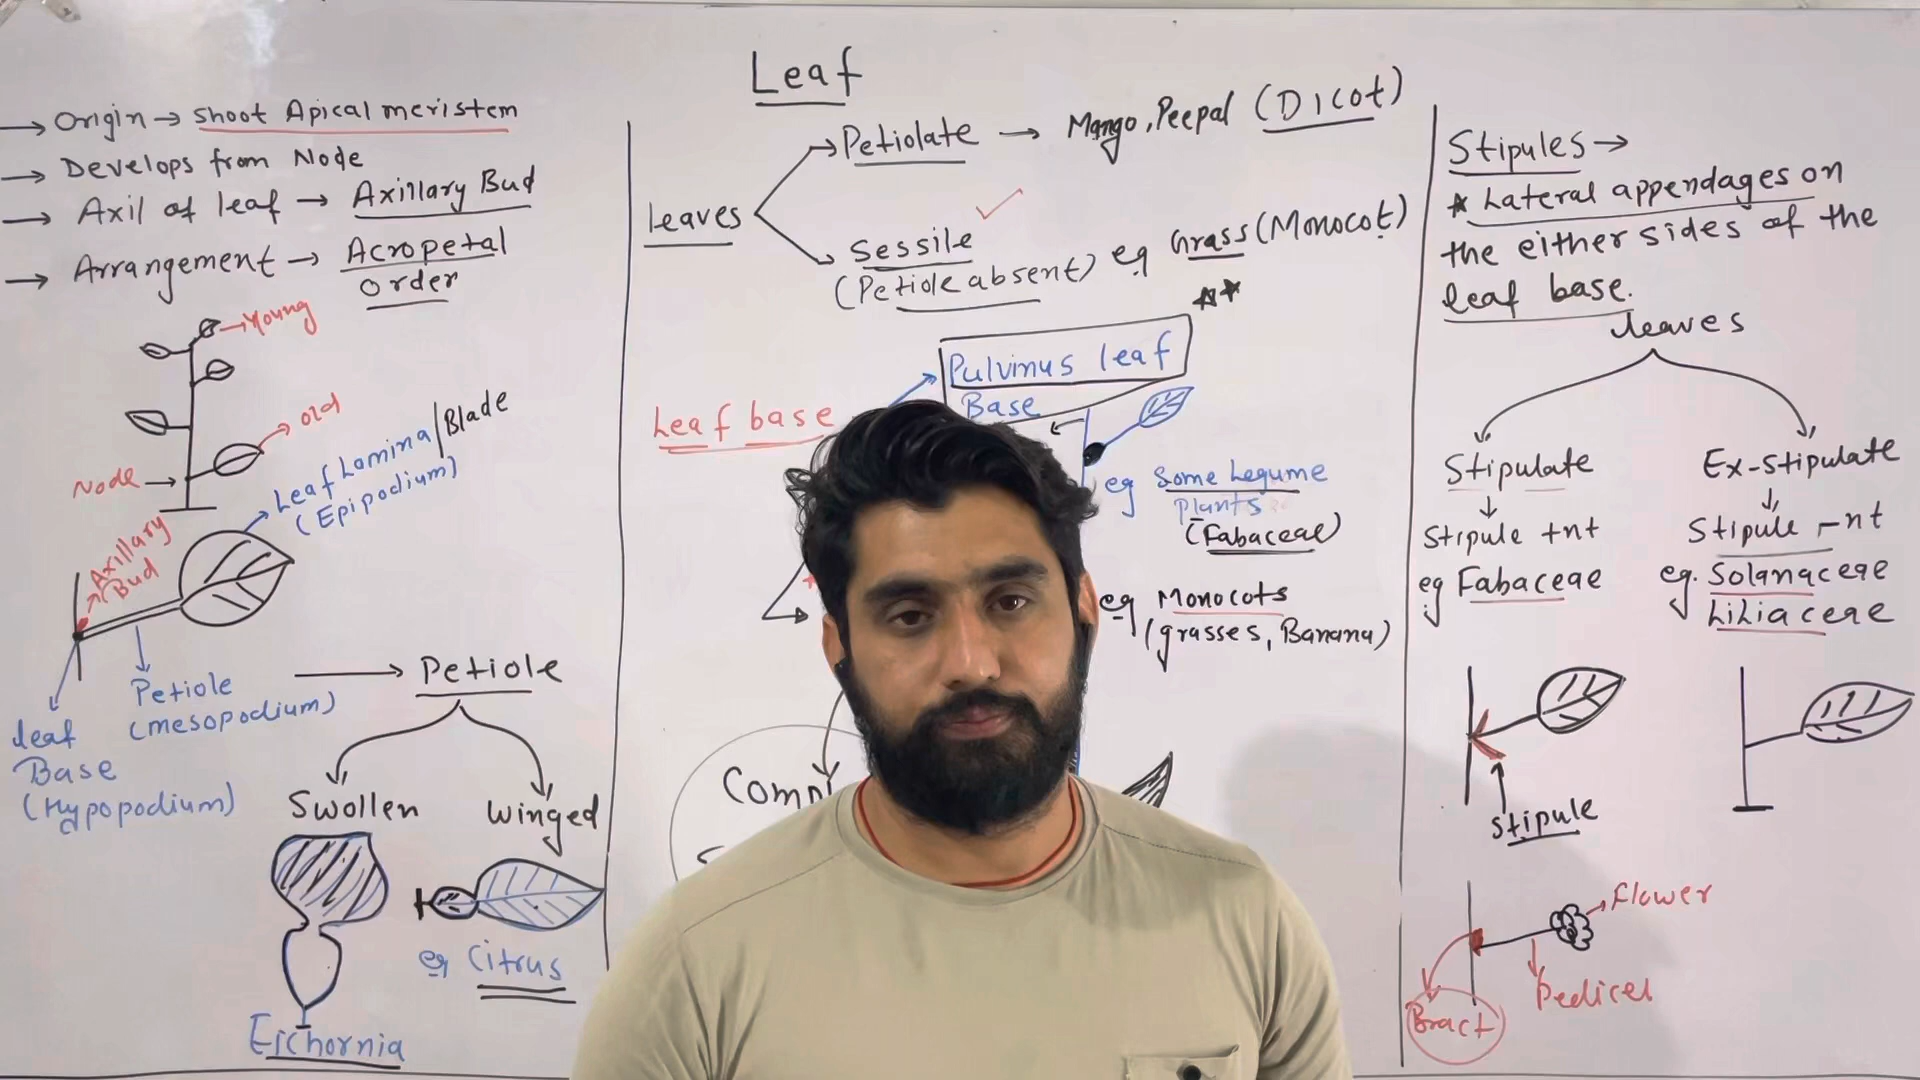 Leaf
→ Origin → Shoot Apical meristem
→ Develops from Node
→ Axil of leaf → Axillary Bud
→ Arrangement → Acropetal
order
→ Young
→ old
Node →
Leaf Lamina/Blade
(Epipodium)
Axillary
Bud
Petiole
(mesopodium)
leaf
Base
(Hypopodium)
→ Petiole
Swollen
winged
eg Citrus
Eichornia
leaves
→ Petiolate → Mango, Peepal (Dicot)
Sessile
(Petiole absent) eg Grass (Monocot)
Leaf base
Pulvinus leaf
Base
eg Some Legume
plants
(Fabaceae)
eg Monocots
(grasses, Banana)
Stipules →
* Lateral appendages on
the either sides of the
leaf base.
leaves
Stipulate
Stipule +nt
eg Fabaceae
Ex-stipulate
Stipule -nt
eg. Solanaceae
Liliaceae
stipule
→ Flower
Pedicel
Bract